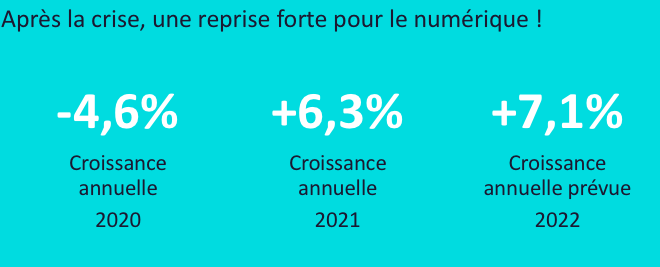 Après la crise, une reprise forte pour le numérique !
-4,6% +6,3% +7,1%
Croissance Croissance Croissance
annuelle annuelle annuelle prévue
2020 2021 2022